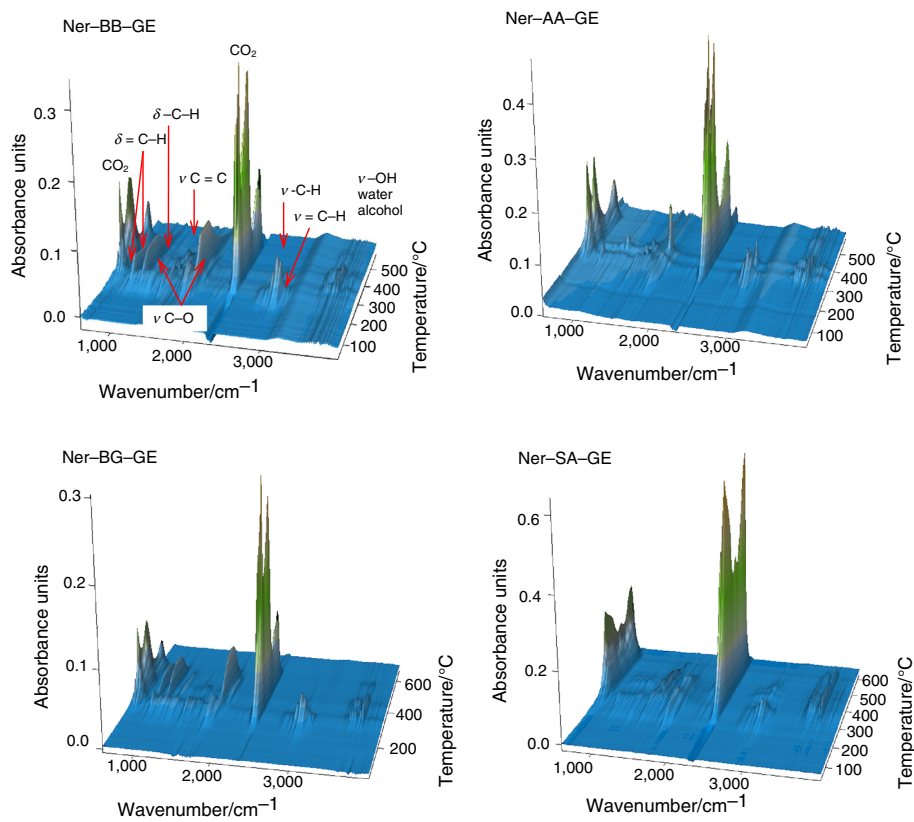 Ner–BB–GE
CO2
0.3
0.2
0.1
0.0
Absorbance units
δ –C–H
δ = C–H
CO2
ν C = C
ν -C-H
ν = C–H
ν –OH
water
alcohol
ν C–O
1,000
2,000
3,000
Wavenumber/cm–1
500
400
300
200
100
Temperature/°C
Ner–AA–GE
0.4
0.3
0.2
0.1
0.0
Absorbance units
1,000
2,000
3,000
Wavenumber/cm–1
500
400
300
200
100
Temperature/°C
Ner–BG–GE
0.3
0.2
0.1
0.0
Absorbance units
1,000
2,000
3,000
Wavenumber/cm–1
600
400
200
Temperature/°C
Ner–SA–GE
0.6
0.4
0.2
0.0
Absorbance units
1,000
2,000
3,000
Wavenumber/cm–1
600
500
400
300
200
100
Temperature/°C